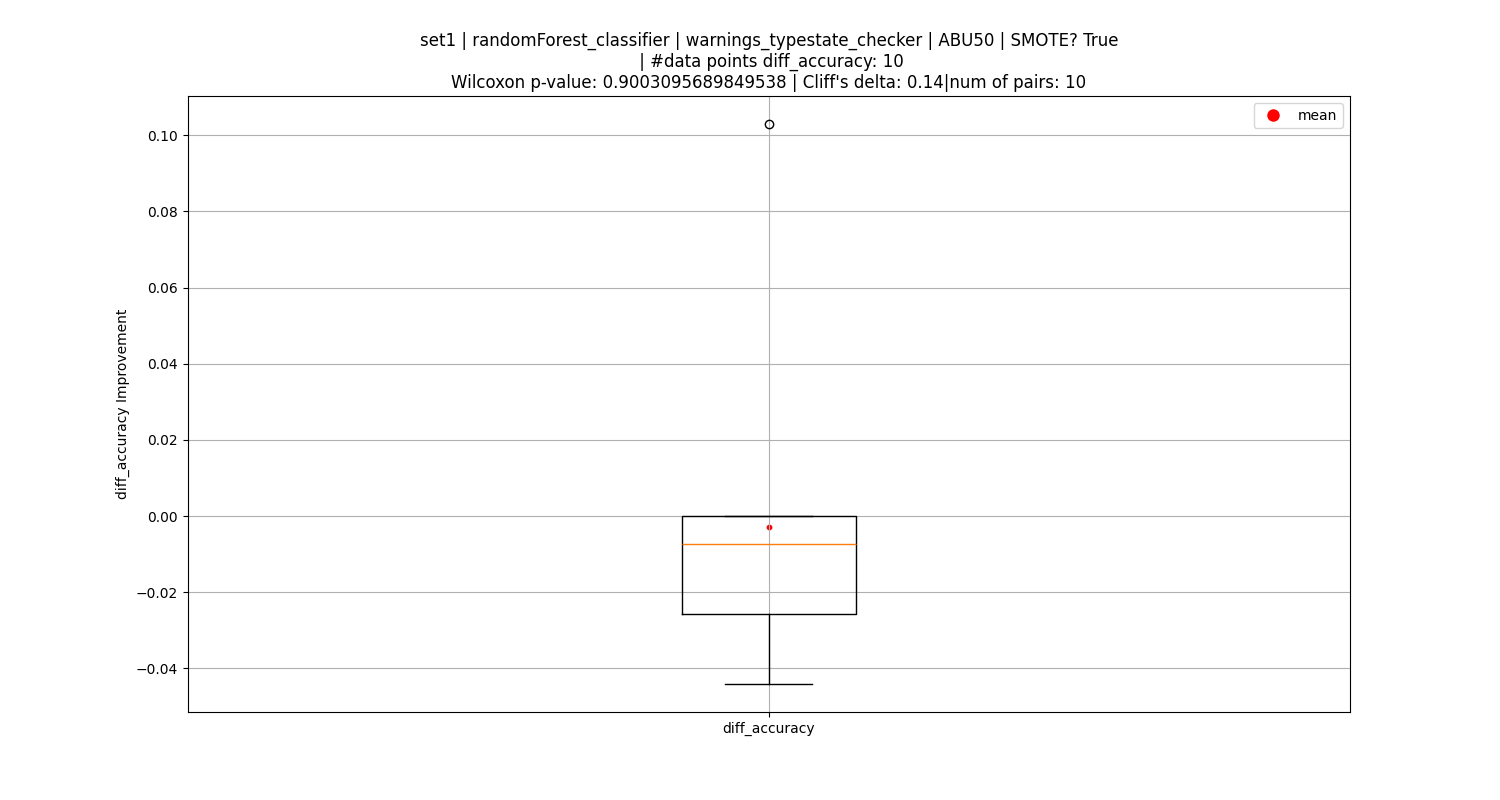 set1 | randomForest_classifier | warnings_typestate_checker | ABU50 | SMOTE? True
| #data points diff_accuracy: 10
Wilcoxon p-value: 0.9003095689849538 | Cliff's delta: 0.14|num of pairs: 10
mean
0.10
0.08
0.06
0.04
0.02
0.00
−0.02
−0.04
diff_accuracy Improvement
diff_accuracy